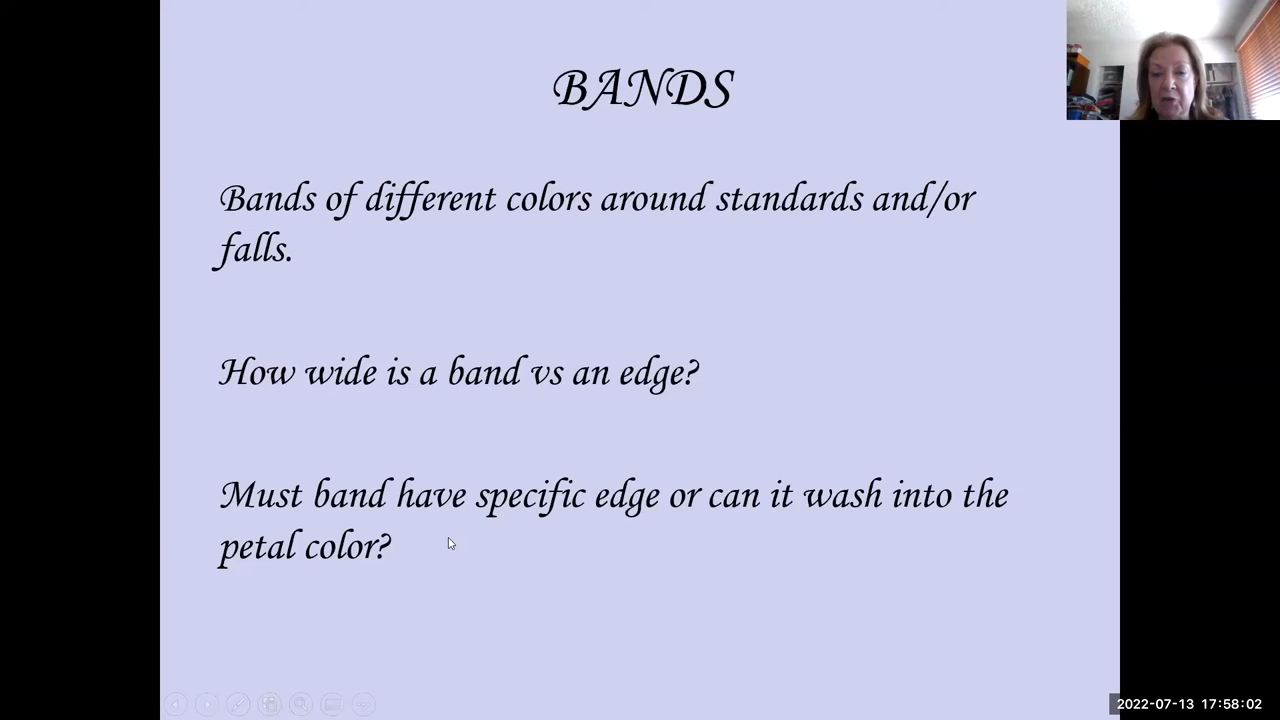 BANDS
Bands of different colors around standards and/or
falls.
How wide is a band vs an edge?
Must band have specific edge or can it wash into the
petal color?
2022-07-13 17:58:02